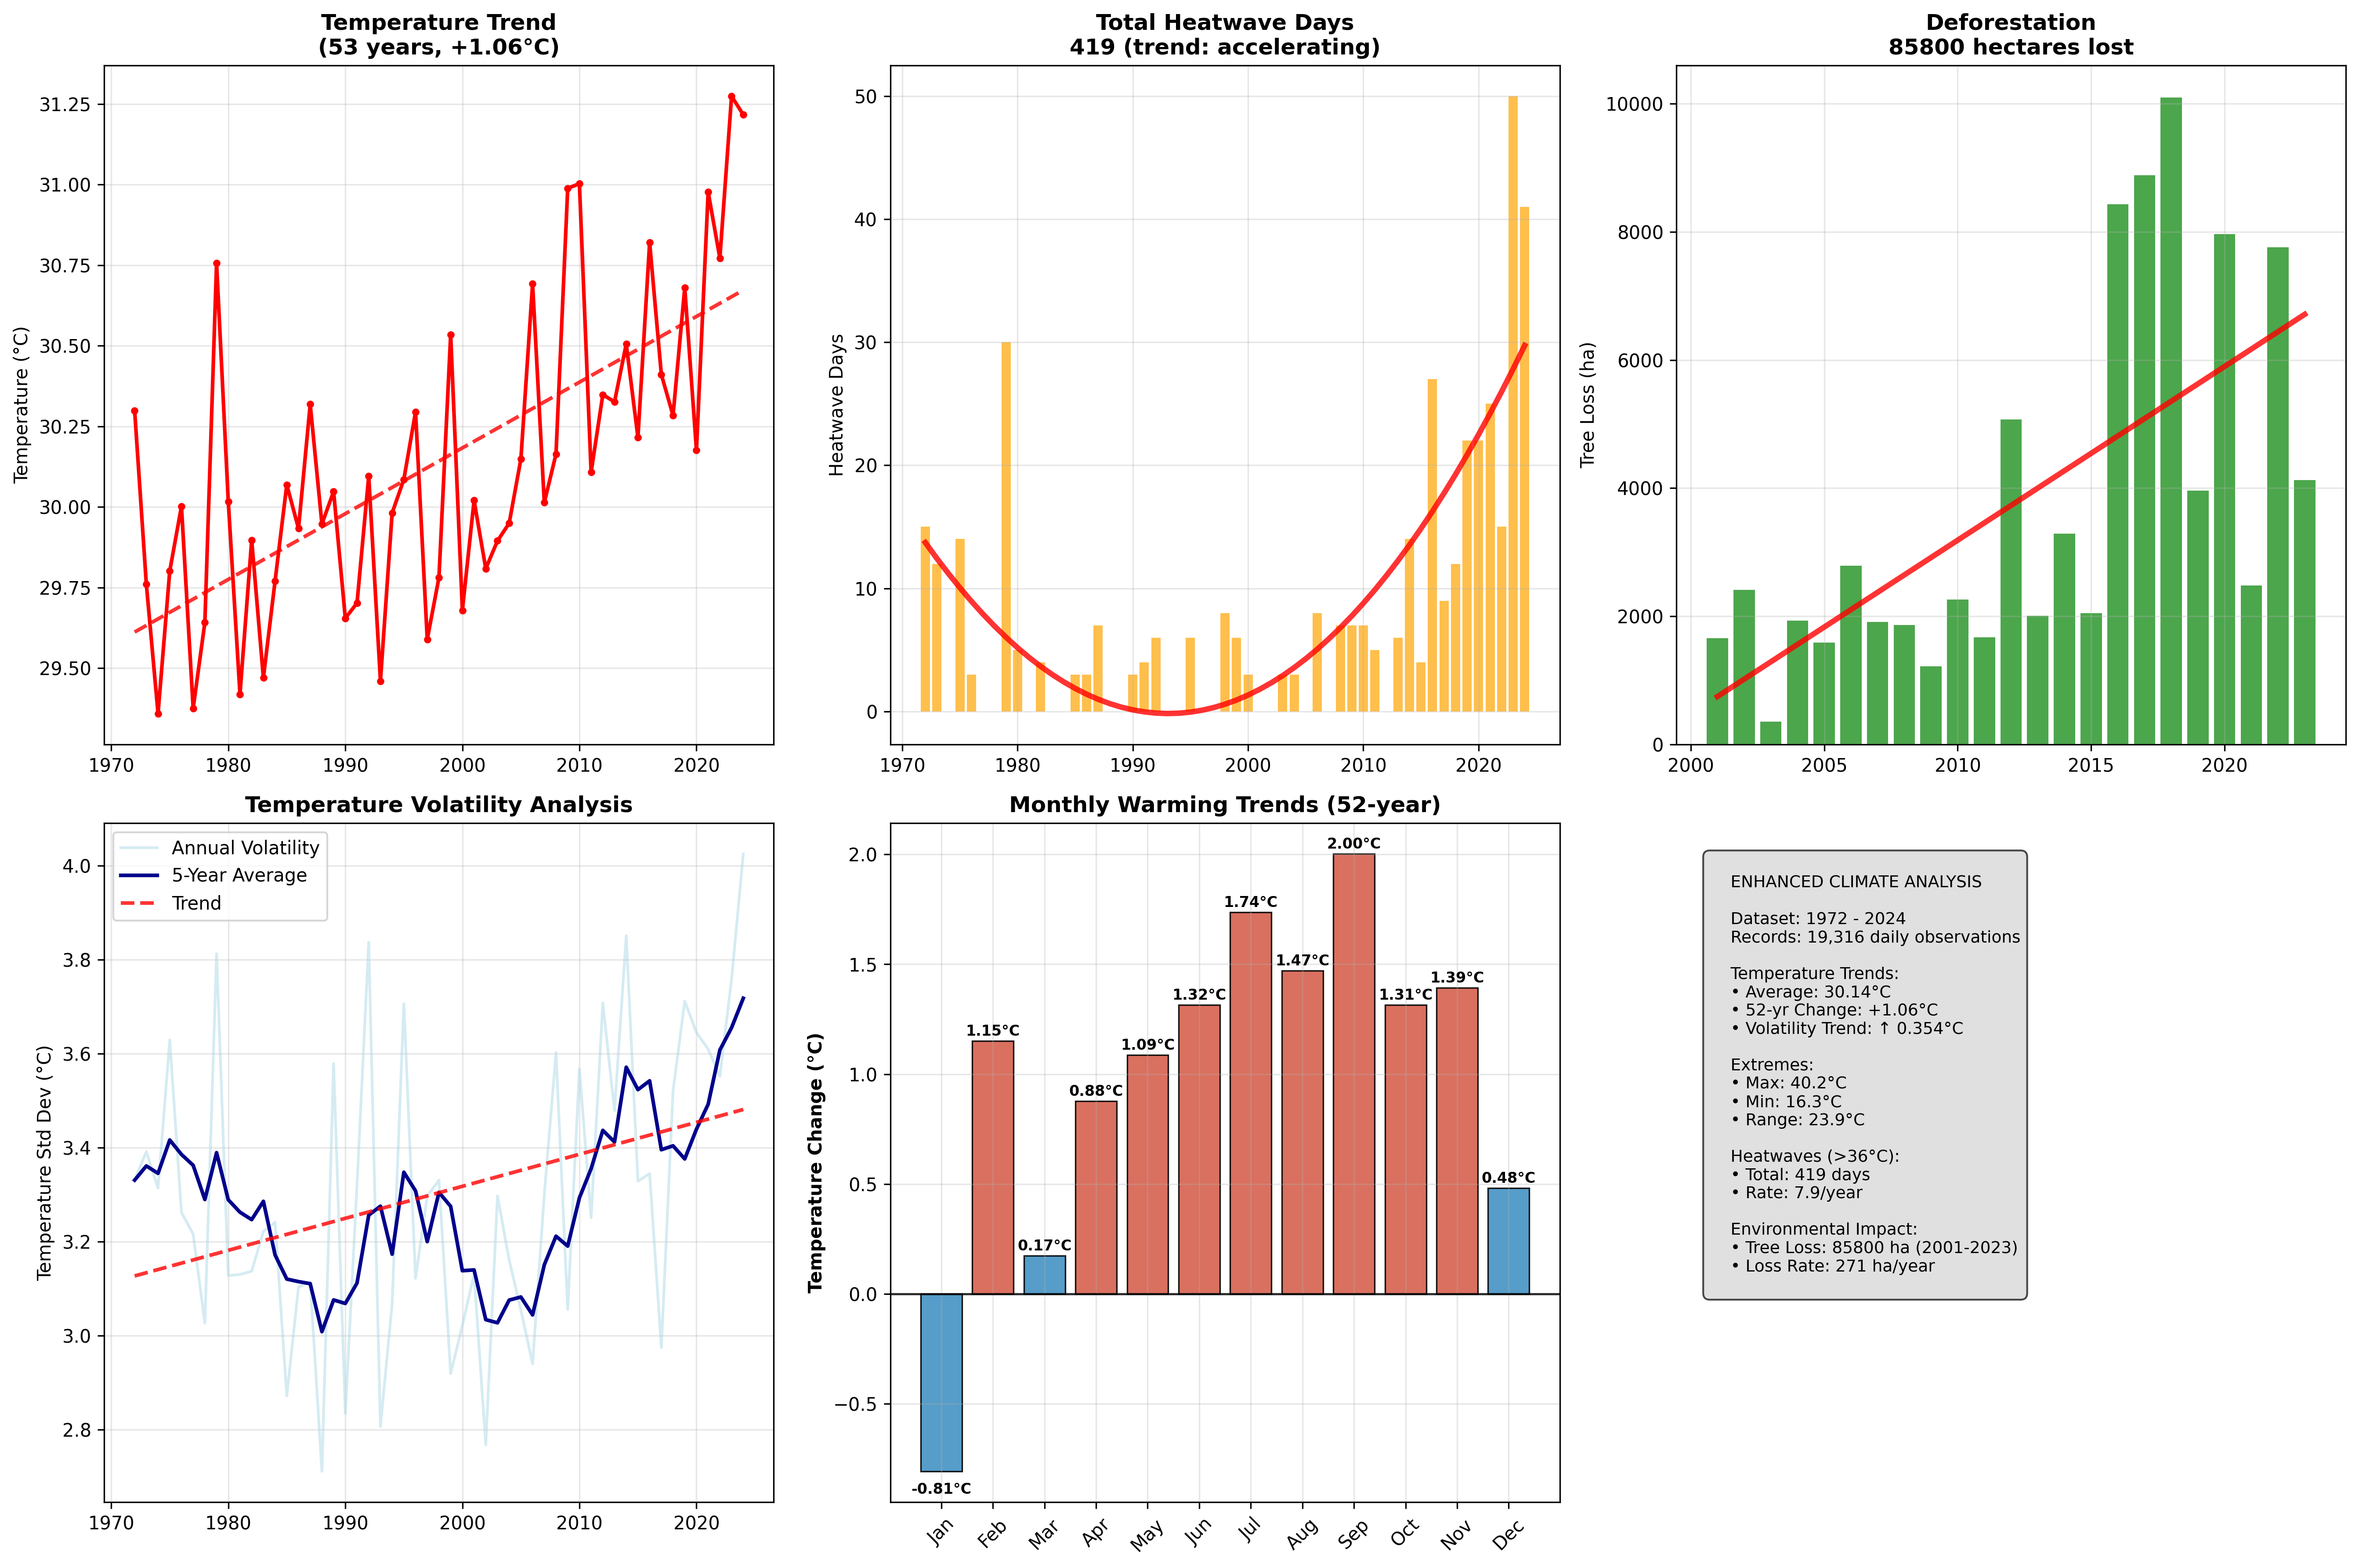 Temperature Trend
(53 years, +1.06°C)
Temperature (°C)
31.25
31.00
30.75
30.50
30.25
30.00
29.75
29.50
1970
1980
1990
2000
2010
2020
Total Heatwave Days
419 (trend: accelerating)
Heatwave Days
50
40
30
20
10
0
1970
1980
1990
2000
2010
2020
Deforestation
85800 hectares lost
Tree Loss (ha)
10000
8000
6000
4000
2000
0
2000
2005
2010
2015
2020
Temperature Volatility Analysis
Annual Volatility
5-Year Average
Trend
Temperature Std Dev (°C)
4.0
3.8
3.6
3.4
3.2
3.0
2.8
1970
1980
1990
2000
2010
2020
Monthly Warming Trends (52-year)
Temperature Change (°C)
2.0
1.5
1.0
0.5
0.0
−0.5
-0.81°C
1.15°C
0.17°C
0.88°C
1.09°C
1.32°C
1.74°C
1.47°C
2.00°C
1.31°C
1.39°C
0.48°C
Jan
Feb
Mar
Apr
May
Jun
Jul
Aug
Sep
Oct
Nov
Dec
ENHANCED CLIMATE ANALYSIS
Dataset: 1972 - 2024
Records: 19,316 daily observations
Temperature Trends:
• Average: 30.14°C
• 52-yr Change: +1.06°C
• Volatility Trend: ↑ 0.354°C
Extremes:
• Max: 40.2°C
• Min: 16.3°C
• Range: 23.9°C
Heatwaves (>36°C):
• Total: 419 days
• Rate: 7.9/year
Environmental Impact:
• Tree Loss: 85800 ha (2001-2023)
• Loss Rate: 271 ha/year